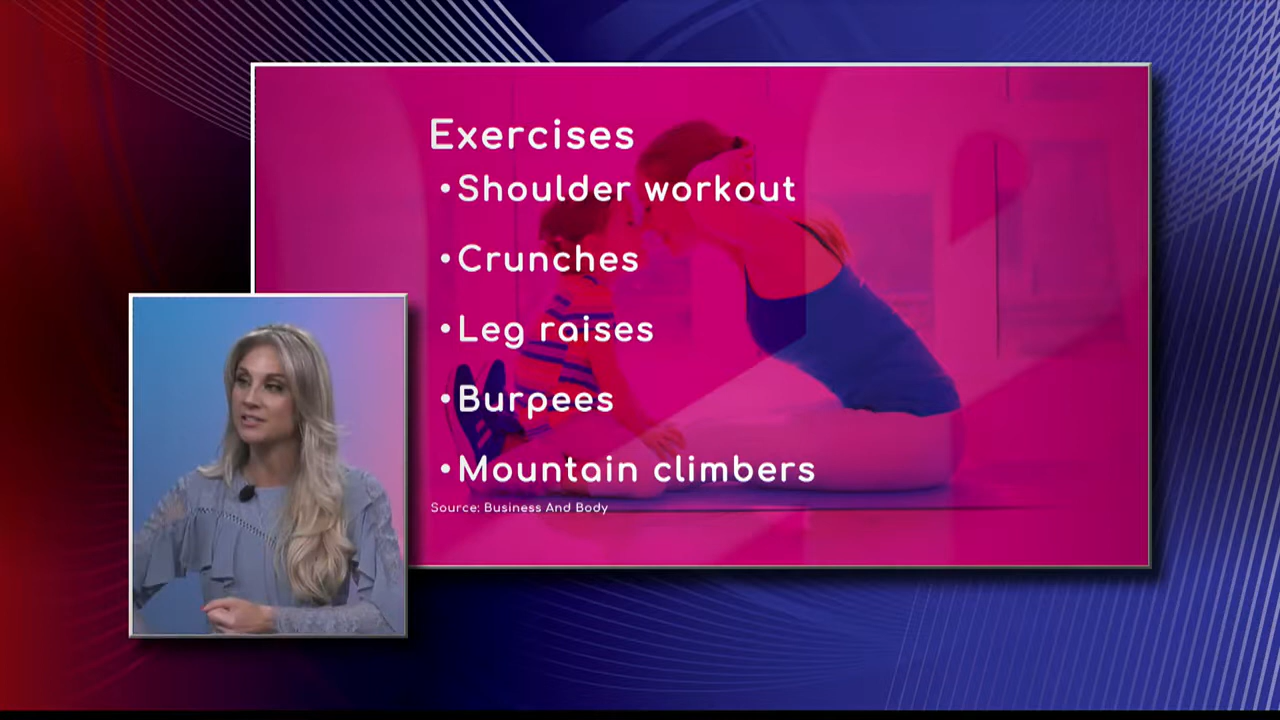 Exercises
•Shoulder workout
•Crunches
•Leg raises
•Burpees
•Mountain climbers
Source: Business And Body